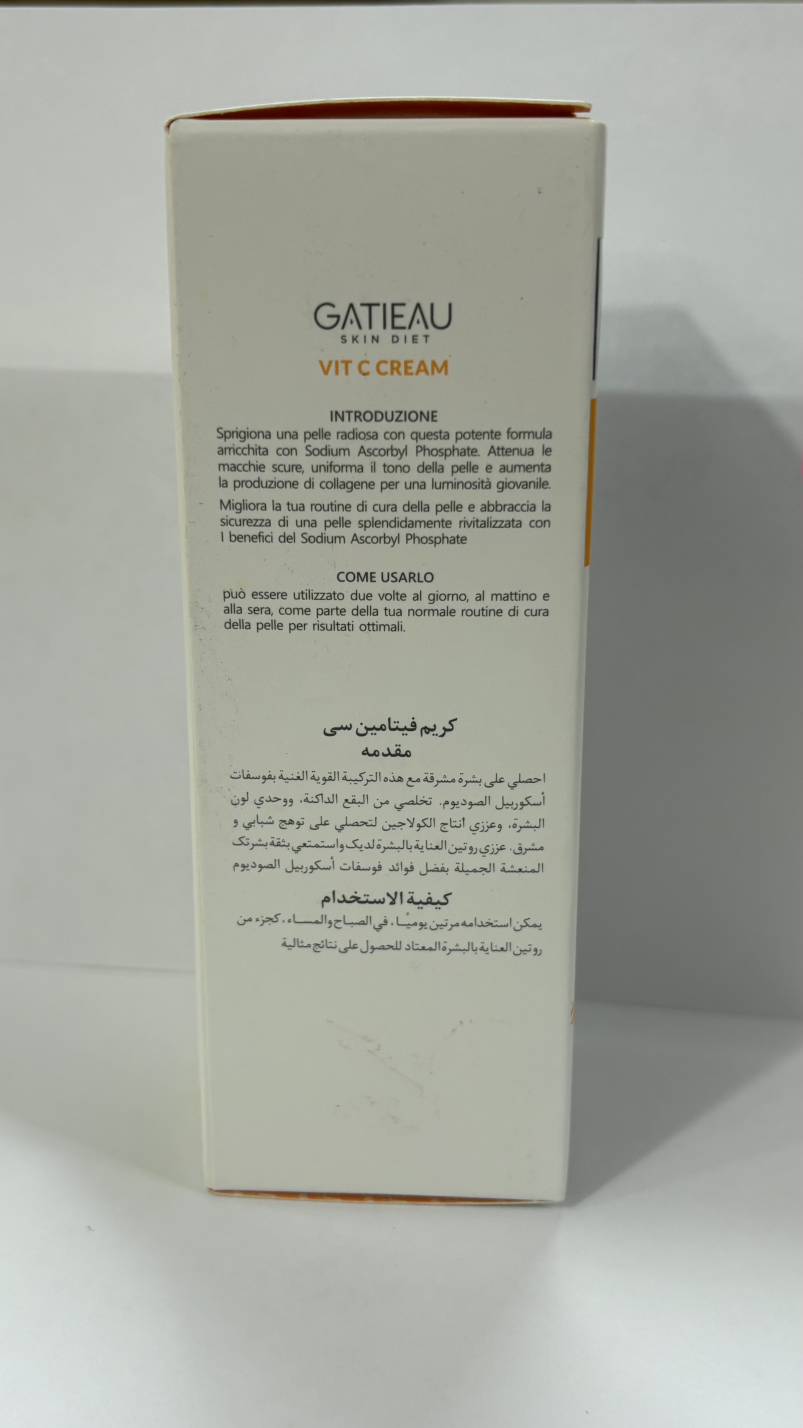 GATIEAU
SKIN DIET
VIT C CREAM
INTRODUZIONE
Sprigiona una pelle radiosa con questa potente formula
arricchita con Sodium Ascorbyl Phosphate. Attenua le
macchie scure, uniforma il tono della pelle e aumenta
la produzione di collagene per una luminosità giovanile.
Migliora la tua routine di cura della pelle e abbraccia la
sicurezza di una pelle splendidamente rivitalizzata con
I benefici del Sodium Ascorbyl Phosphate
COME USARLO
può essere utilizzato due volte al giorno, al mattino e
alla sera, come parte della tua normale routine di cura
della pelle per risultati ottimali.
كريم فيتامين سى
مقدمه
احصلي على بشرة مشرقة مع هذه التركيبة القوية الغنية بفوسفات
أسكوربيل الصوديوم. تخلصي من البقع الداكنة، ووحدي لون
البشرة، وعززي أنتاج الكولاجين لتحصلي على توهج شبابي و
مشرق. عززي روتين العناية بالبشرة لديك واستمتعي بثقة بشرتك
المنعشة الجميلة بفضل فوائد فوسفات أسكوربيل الصوديوم
كيفية الاستخدام
يمكن استخدامه مرتين يوميًا، في الصباح والمساء، كجزء من
روتين العناية بالبشرة المعتاد للحصول على نتائج مثالية